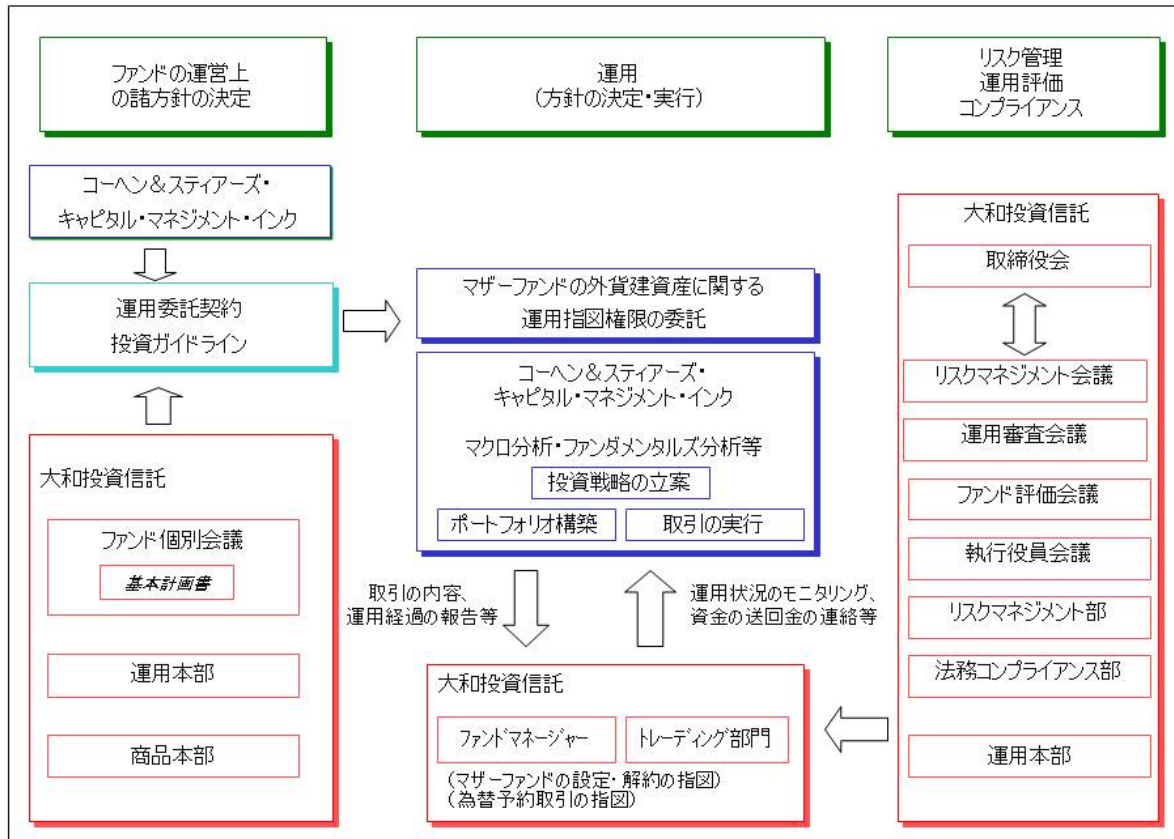 ファンドの運営上
の諸方針の決定
運用
(方針の決定・実行)
リスク管理
運用評価
コンプライアンス
コーヘン＆スティアーズ・
キャピタル・マネジメント・インク
運用委託契約
投資ガイドライン
大和投資信託
ファンド個別会議
基本計画書
運用本部
商品本部
マザーファンドの外貨建資産に関する
運用指図権限の委託
コーヘン＆スティアーズ・
キャピタル・マネジメント・インク
マクロ分析・ファンダメンタルズ分析等
投資戦略の立案
ポートフォリオ構築
取引の実行
取引の内容、
運用経過の報告等
運用状況のモニタリング、
資金の送回金の連絡等
大和投資信託
ファンドマネージャー
トレーディング部門
(マザーファンドの設定・解約の指図)
(為替予約取引の指図)
大和投資信託
取締役会
リスクマネジメント会議
運用審査会議
ファンド評価会議
執行役員会議
リスクマネジメント部
法務コンプライアンス部
運用本部